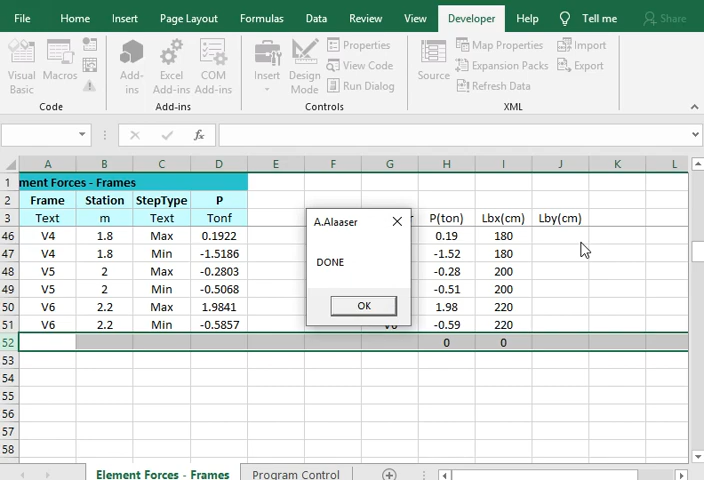 File Home Insert Page Layout Formulas Data Review View Developer Help Tell me Share
Visual Basic Macros Add-ins Excel Add-ins COM Add-ins Insert Design Mode Properties View Code Run Dialog Source Map Properties Expansion Packs Refresh Data Import Export
Code Add-ins Controls XML
fx
A B C D E F G H I J K L
1 ment Forces - Frames
2 Frame Station StepType P
3 Text m Text Tonf P(ton) Lbx(cm) Lby(cm)
46 V4 1.8 Max 0.1922 0.19 180
47 V4 1.8 Min -1.5186 -1.52 180
48 V5 2 Max -0.2803 -0.28 200
49 V5 2 Min -0.5068 -0.51 200
50 V6 2.2 Max 1.9841 1.98 220
51 V6 2.2 Min -0.5857 -0.59 220
52 0 0
53
54
55
56
57
58
A.Alaaser
DONE
OK
Element Forces - Frames Program Control